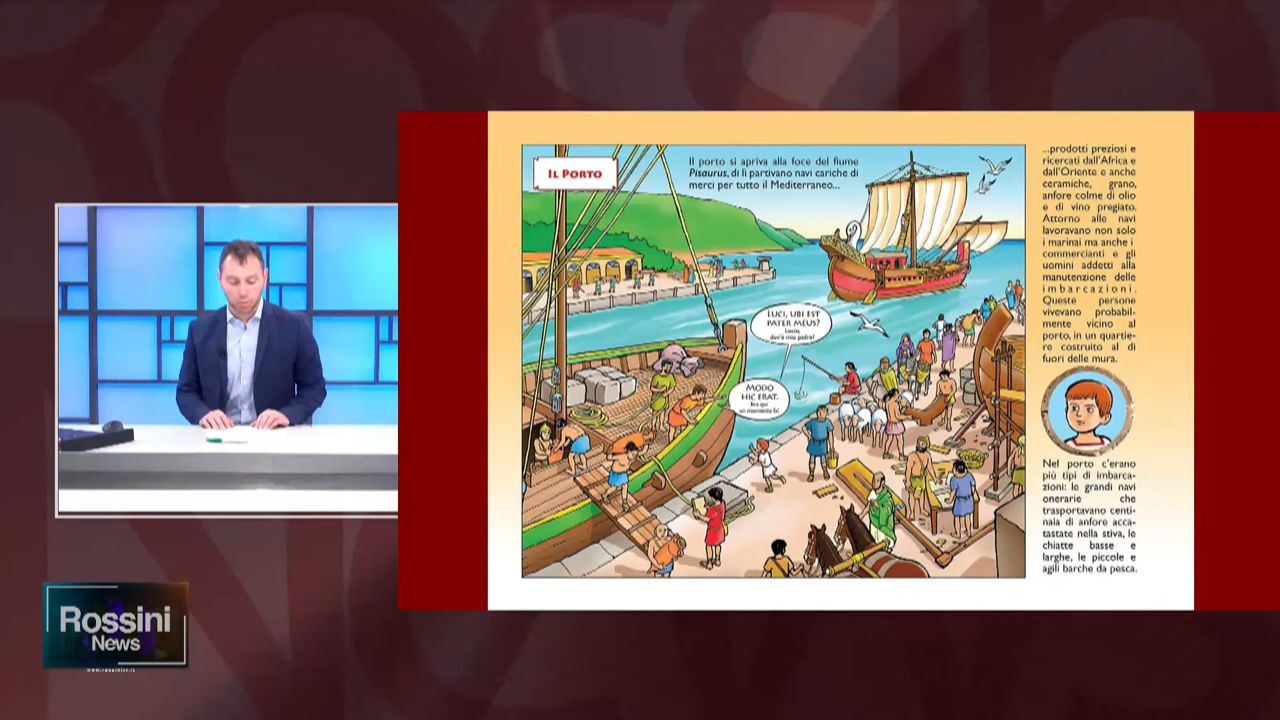 IL PORTO
Il porto si apriva alla foce del fiume
Pisaurus, di lì partivano navi cariche di
merci per tutto il Mediterraneo...
LUCI, UBI EST
PATER MEUS?
Lucio,
dov'è mio padre?
MODO
HIC ERAT.
Era qui
un momento fa!
...prodotti preziosi e
ricercati dall'Africa e
dall'Oriente e anche
ceramiche, grano,
anfore colme di olio
e di vino pregiato.
Attorno alle navi
lavoravano non solo
i marinai ma anche i
commercianti e gli
uomini addetti alla
manutenzione delle
imbarcazioni.
Queste persone
vivevano probabil-
mente vicino al
porto, in un quartie-
re costruito al di
fuori delle mura.
Nel porto c'erano
più tipi di imbarca-
zioni: le grandi navi
onerarie che
trasportavano centi-
naia di anfore acca-
tastate nella stiva, le
chiatte basse e
larghe, le piccole e
agili barche da pesca.
Rossini
News